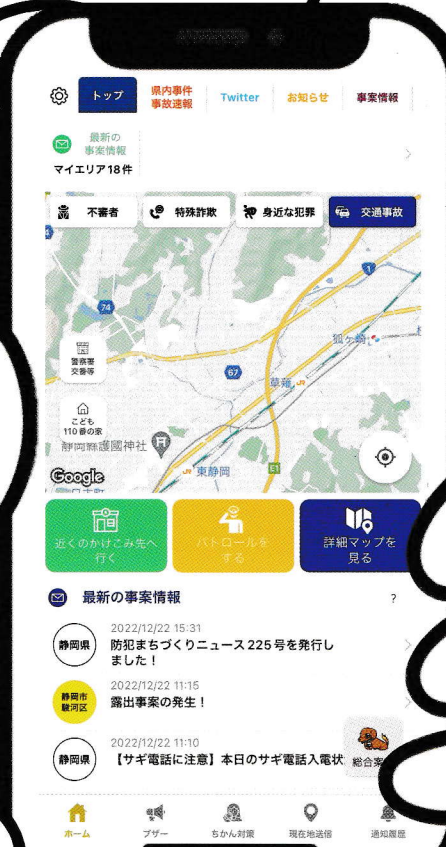 トップ
県内事件
事故速報
Twitter
お知らせ
事案情報
最新の
事案情報
マイエリア18件
不審者
特殊詐欺
身近な犯罪
交通事故
1
74
警察署
交番等
67
狐ヶ崎
草薙
JR
こども
110番の家
静岡縣護國神社
JR 東静岡
E1
Google
近くのかけこみ先へ
行く
パトロールを
する
詳細マップを
見る
最新の事案情報
?
静岡県
2022/12/22 15:31
防犯まちづくりニュース225号を発行し
ました!
静岡市
駿河区
2022/12/22 11:15
露出事案の発生!
静岡県
2022/12/22 11:10
【サギ電話に注意】本日のサギ電話入電状
総合案
ホーム
ブザー
ちかん対策
現在地送信
通知履歴